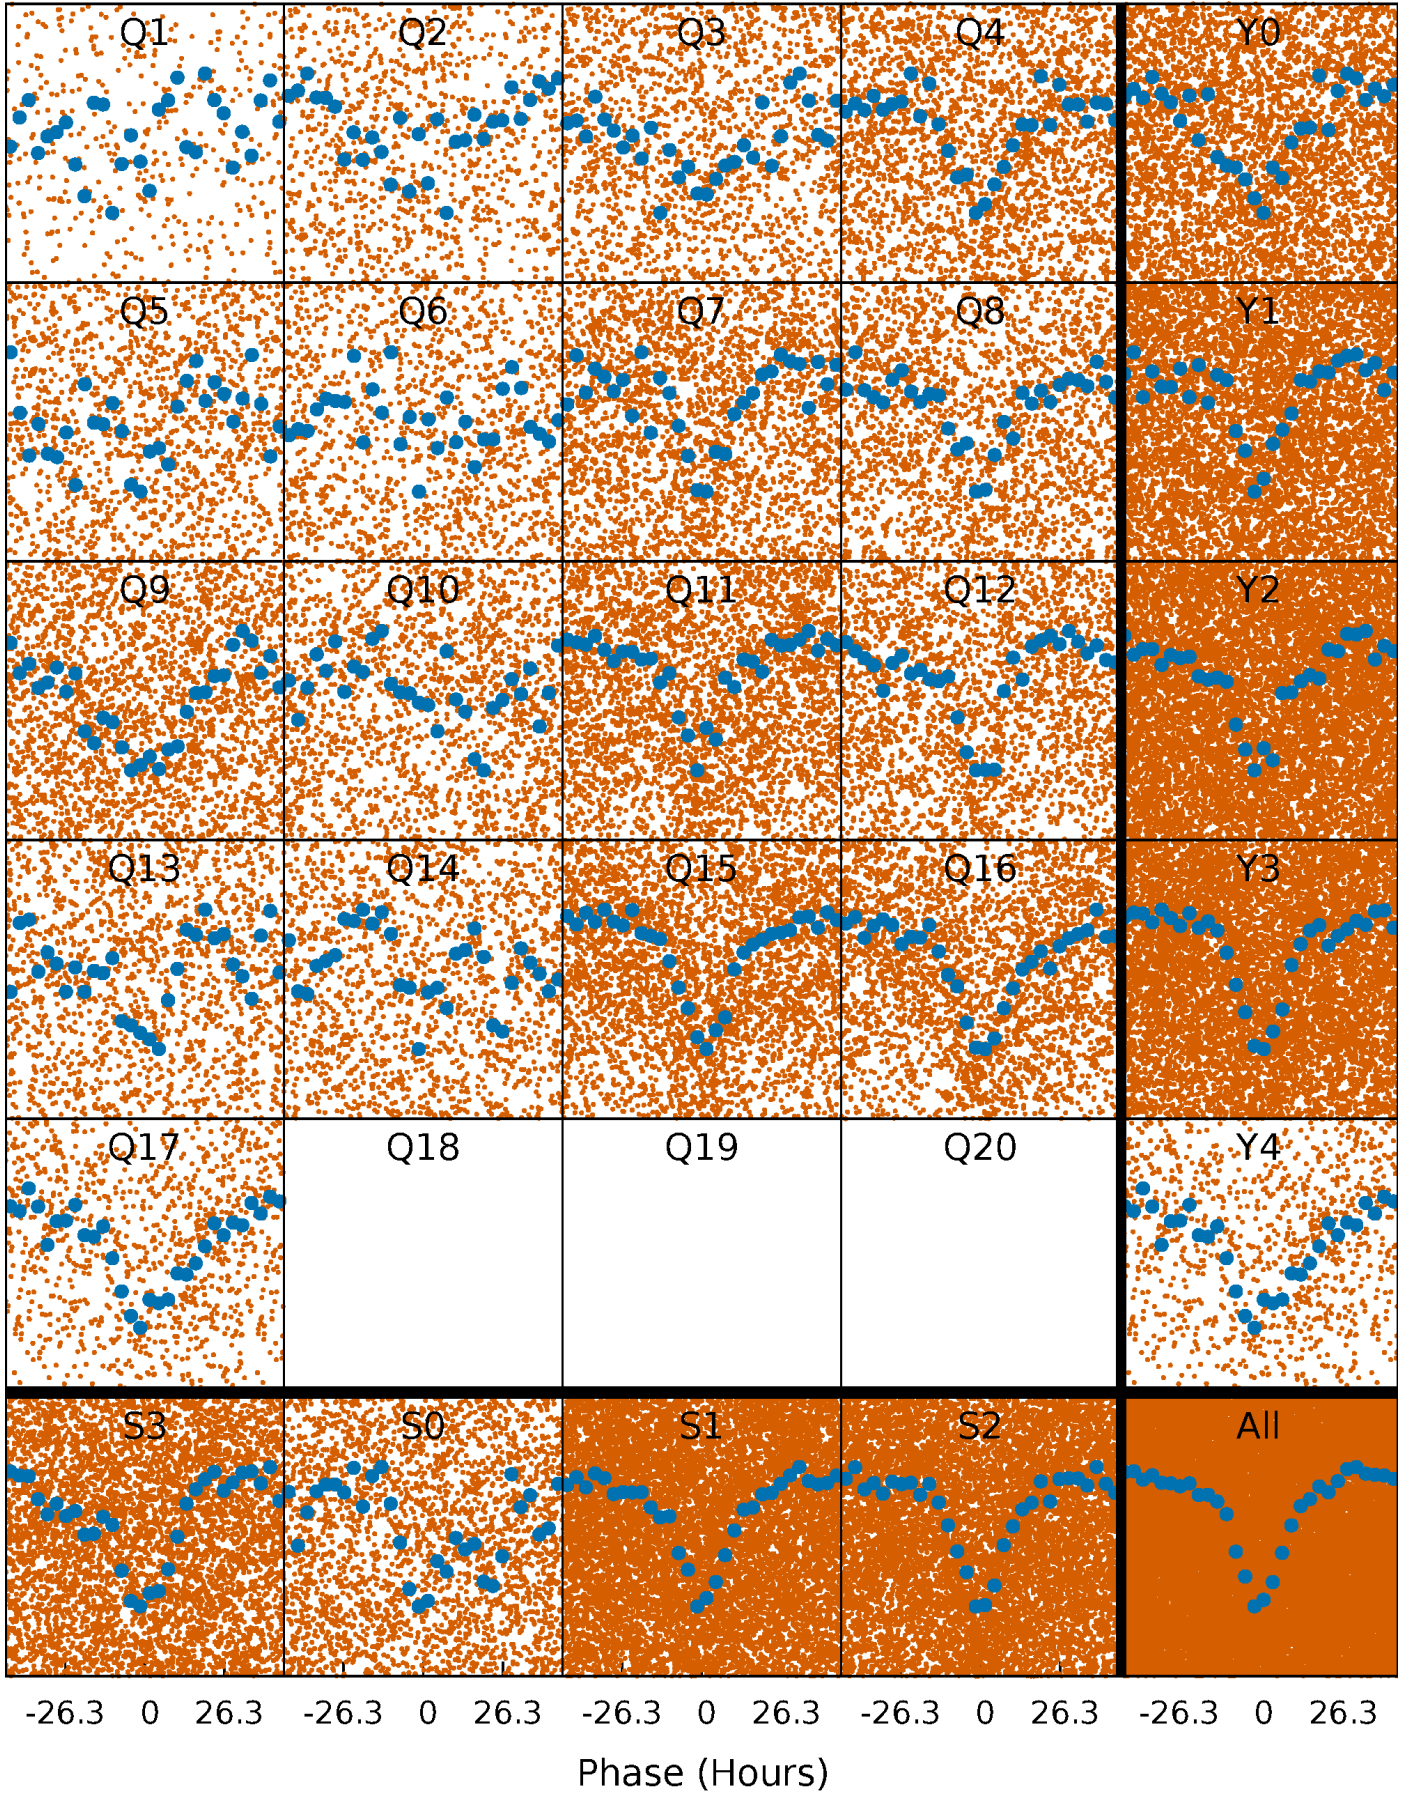 Q1 Q2 Q3 Q4 Y0
Q5 Q6 Q7 Q8 Y1
Q9 Q10 Q11 Q12 Y2
Q13 Q14 Q15 Q16 Y3
Q17 Q18 Q19 Q20 Y4
S3 S0 S1 S2 All
-26.3 0 26.3 -26.3 0 26.3 -26.3 0 26.3 -26.3 0 26.3 -26.3 0 26.3
Phase (Hours)